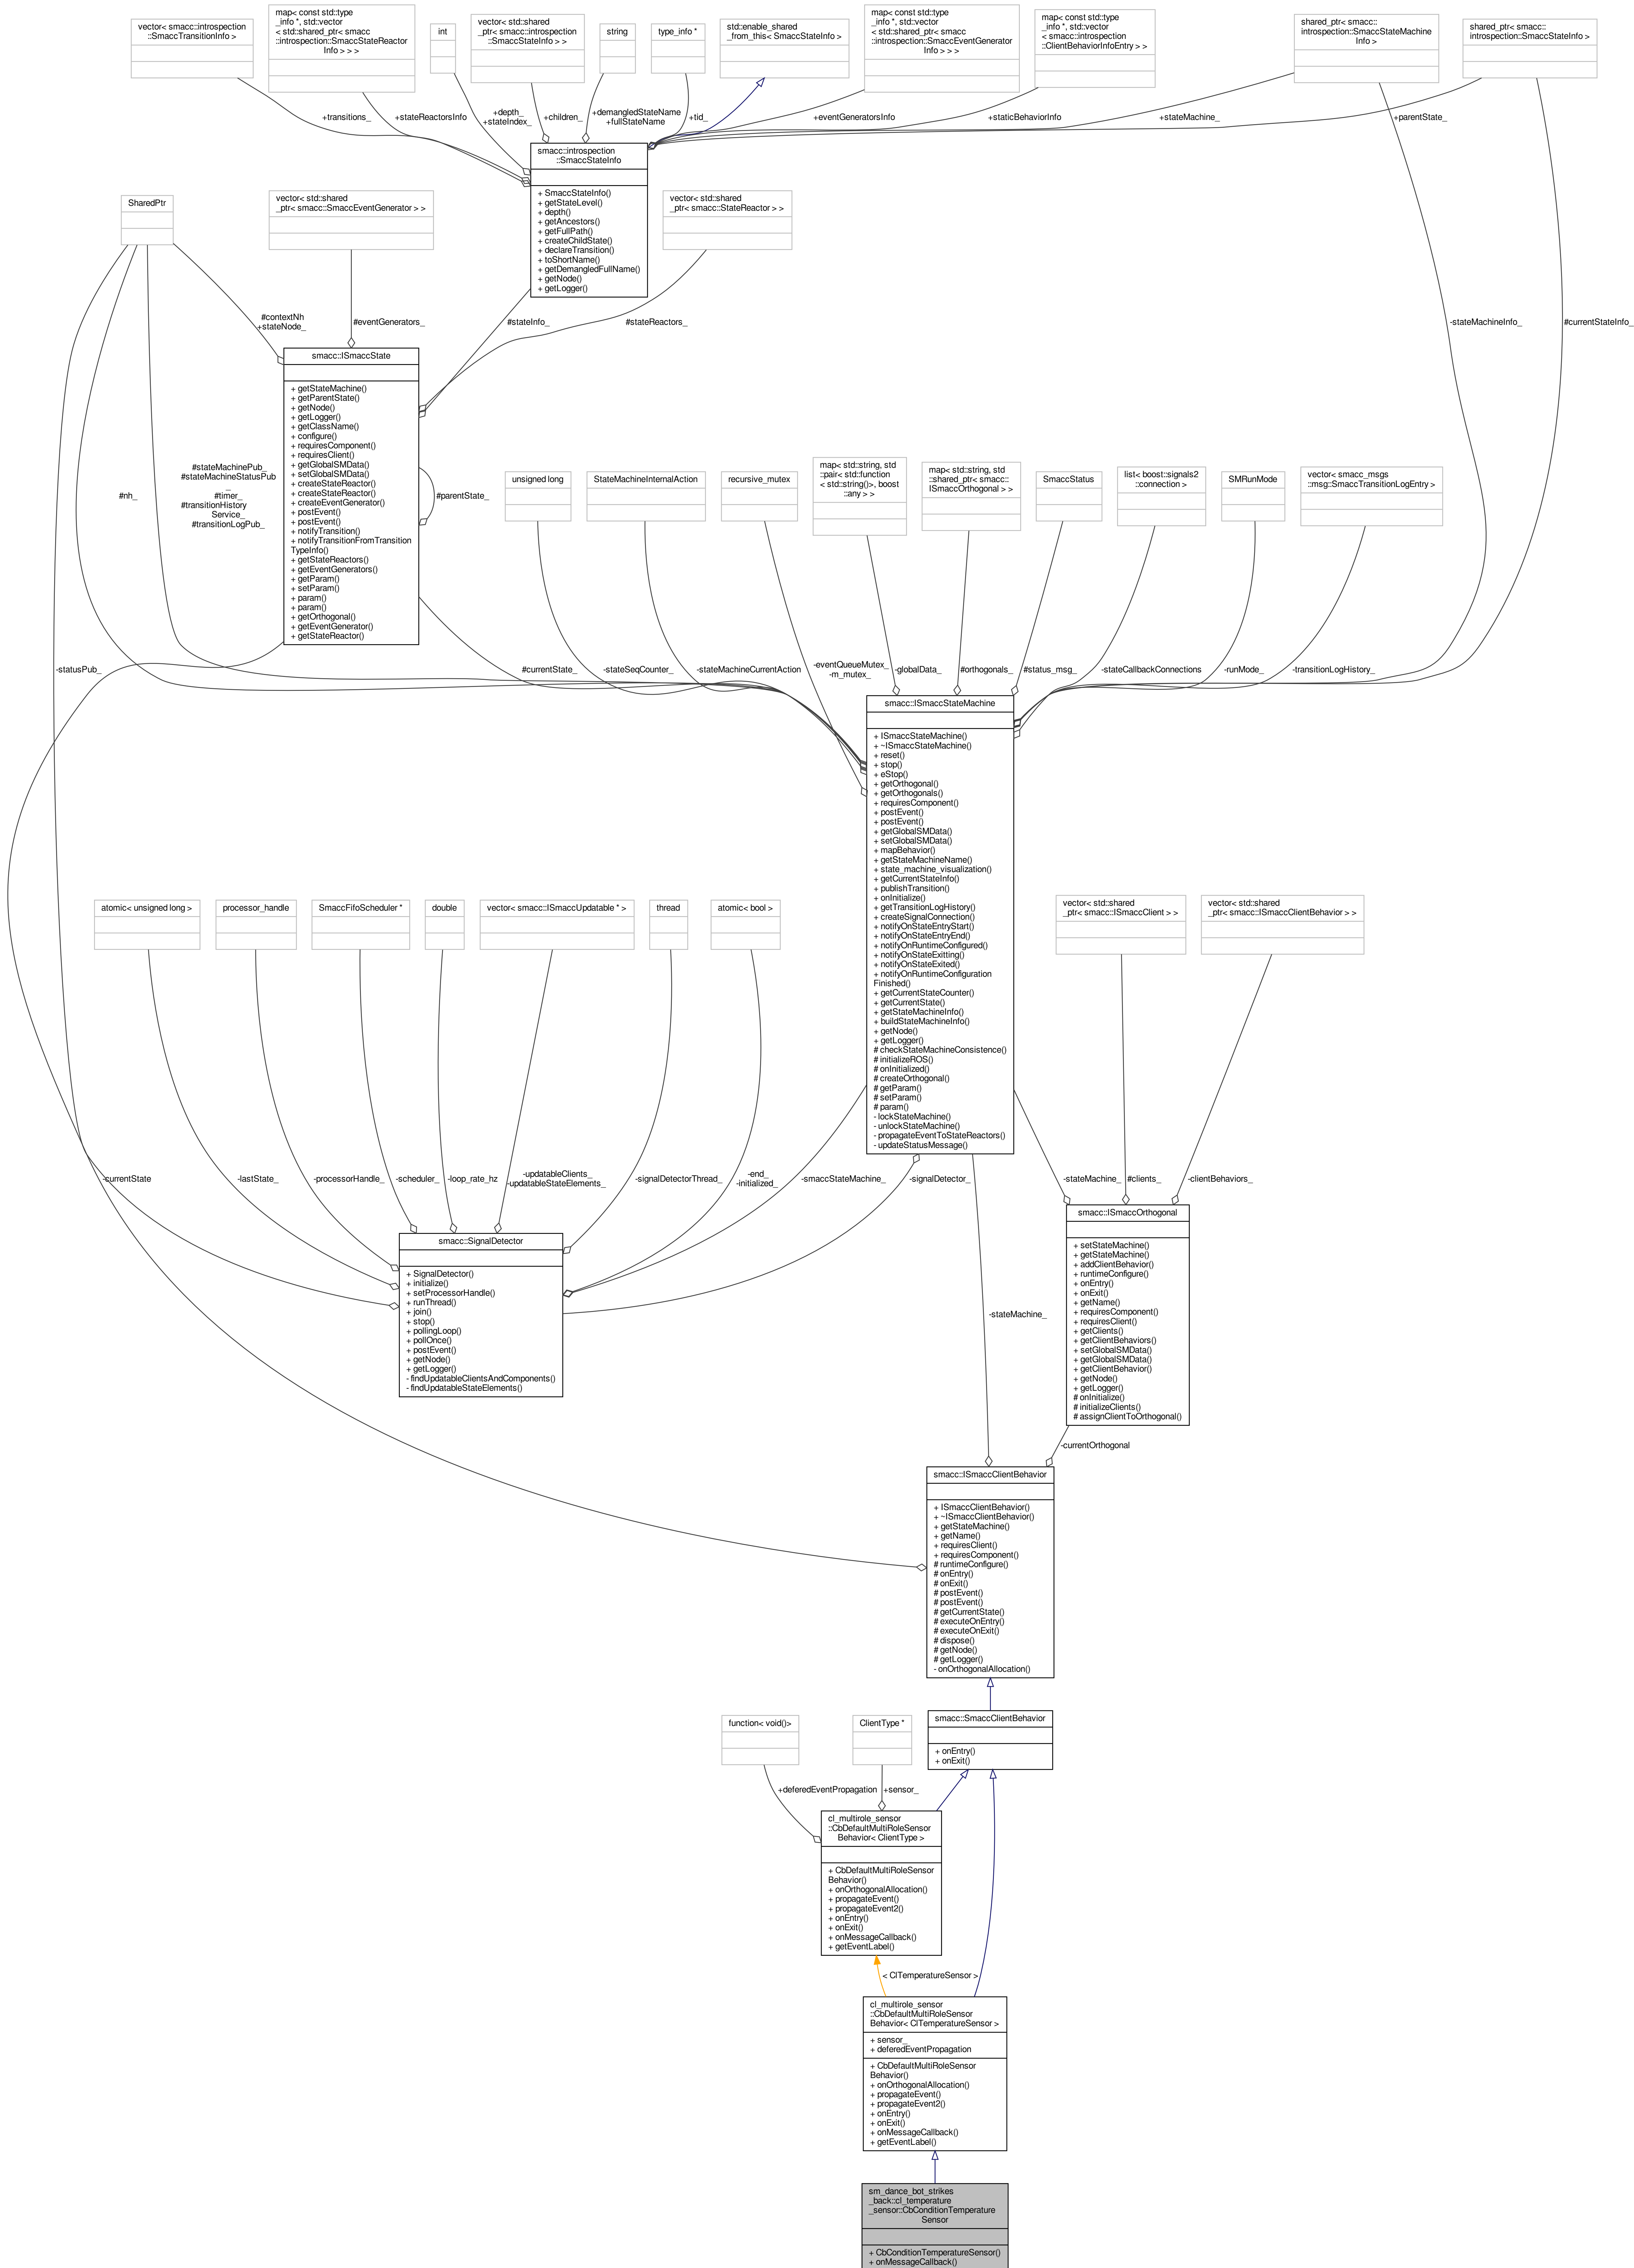 vector< smacc::introspection
::SmaccTransitionInfo >
map< const std::type
_info *, std::vector
< std::shared_ptr< smacc
::introspection::SmaccStateReactor
Info > > >
int
vector< std::shared
_ptr< smacc::introspection
::SmaccStateInfo > >
string
type_info *
std::enable_shared
_from_this< SmaccStateInfo >
map< const std::type
_info *, std::vector
< std::shared_ptr< smacc
::introspection::SmaccEventGenerator
Info > > >
map< const std::type
_info *, std::vector
< smacc::introspection
::ClientBehaviorInfoEntry > >
shared_ptr< smacc::
introspection::SmaccStateMachine
Info >
shared_ptr< smacc::
introspection::SmaccStateInfo >
+transitions_
+stateReactorsInfo
+depth_
+stateIndex_
+children_
+demangledStateName
+fullStateName
+tid_
+eventGeneratorsInfo
+staticBehaviorInfo
+stateMachine_
+parentState_
smacc::introspection
::SmaccStateInfo
+ SmaccStateInfo()
+ getStateLevel()
+ depth()
+ getAncestors()
+ getFullPath()
+ createChildState()
+ declareTransition()
+ toShortName()
+ getDemangledFullName()
+ getNode()
+ getLogger()
SharedPtr
vector< std::shared
_ptr< smacc::SmaccEventGenerator > >
vector< std::shared
_ptr< smacc::StateReactor > >
#contextNh
+stateNode_
#eventGenerators_
#stateInfo_
#stateReactors_
-stateMachineInfo_
#currentStateInfo_
smacc::ISmaccState
+ getStateMachine()
+ getParentState()
+ getNode()
+ getLogger()
+ getClassName()
+ configure()
+ requiresComponent()
+ requiresClient()
+ getGlobalSMData()
+ setGlobalSMData()
+ createStateReactor()
+ createStateReactor()
+ createEventGenerator()
+ postEvent()
+ postEvent()
+ notifyTransition()
+ notifyTransitionFromTransition
TypeInfo()
+ getStateReactors()
+ getEventGenerators()
+ getParam()
+ setParam()
+ param()
+ param()
+ getOrthogonal()
+ getEventGenerator()
+ getStateReactor()
#parentState_
#nh_
#stateMachinePub_
#stateMachineStatusPub
_
#timer_
#transitionHistory
Service_
#transitionLogPub_
unsigned long
StateMachineInternalAction
recursive_mutex
map< std::string, std
::pair< std::function
< std::string()>, boost
::any > >
map< std::string, std
::shared_ptr< smacc::
ISmaccOrthogonal > >
SmaccStatus
list< boost::signals2
::connection >
SMRunMode
vector< smacc_msgs
::msg::SmaccTransitionLogEntry >
-statusPub_
#currentState_
-stateSeqCounter_
-stateMachineCurrentAction
-eventQueueMutex_
-m_mutex_
-globalData_
#orthogonals_
#status_msg_
-stateCallbackConnections
-runMode_
-transitionLogHistory_
smacc::ISmaccStateMachine
+ ISmaccStateMachine()
+ ~ISmaccStateMachine()
+ reset()
+ stop()
+ eStop()
+ getOrthogonal()
+ getOrthogonals()
+ requiresComponent()
+ postEvent()
+ postEvent()
+ getGlobalSMData()
+ setGlobalSMData()
+ mapBehavior()
+ getStateMachineName()
+ state_machine_visualization()
+ getCurrentStateInfo()
+ publishTransition()
+ onInitialize()
+ getTransitionLogHistory()
+ createSignalConnection()
+ notifyOnStateEntryStart()
+ notifyOnStateEntryEnd()
+ notifyOnRuntimeConfigured()
+ notifyOnStateExitting()
+ notifyOnStateExited()
+ notifyOnRuntimeConfiguration
Finished()
+ getCurrentStateCounter()
+ getCurrentState()
+ getStateMachineInfo()
+ buildStateMachineInfo()
+ getNode()
+ getLogger()
# checkStateMachineConsistence()
# initializeROS()
# onInitialized()
# createOrthogonal()
# getParam()
# setParam()
# param()
- lockStateMachine()
- unlockStateMachine()
- propagateEventToStateReactors()
- updateStatusMessage()
atomic< unsigned long >
processor_handle
SmaccFifoScheduler *
double
vector< smacc::ISmaccUpdatable * >
thread
atomic< bool >
vector< std::shared
_ptr< smacc::ISmaccClient > >
vector< std::shared
_ptr< smacc::ISmaccClientBehavior > >
-currentState
-lastState_
-processorHandle_
-scheduler_
-loop_rate_hz
-updatableClients_
-updatableStateElements_
-signalDetectorThread_
-end_
-initialized_
-smaccStateMachine_
-signalDetector_
-stateMachine_
#clients_
-clientBehaviors_
smacc::SignalDetector
+ SignalDetector()
+ initialize()
+ setProcessorHandle()
+ runThread()
+ join()
+ stop()
+ pollingLoop()
+ pollOnce()
+ postEvent()
+ getNode()
+ getLogger()
- findUpdatableClientsAndComponents()
- findUpdatableStateElements()
smacc::ISmaccOrthogonal
+ setStateMachine()
+ getStateMachine()
+ addClientBehavior()
+ runtimeConfigure()
+ onEntry()
+ onExit()
+ getName()
+ requiresComponent()
+ requiresClient()
+ getClients()
+ getClientBehaviors()
+ setGlobalSMData()
+ getGlobalSMData()
+ getClientBehavior()
+ getNode()
+ getLogger()
# onInitialize()
# initializeClients()
# assignClientToOrthogonal()
-stateMachine_
-currentOrthogonal
smacc::ISmaccClientBehavior
+ ISmaccClientBehavior()
+ ~ISmaccClientBehavior()
+ getStateMachine()
+ getName()
+ requiresClient()
+ requiresComponent()
# runtimeConfigure()
# onEntry()
# onExit()
# postEvent()
# postEvent()
# getCurrentState()
# executeOnEntry()
# executeOnExit()
# dispose()
# getNode()
# getLogger()
- onOrthogonalAllocation()
function< void()>
ClientType *
smacc::SmaccClientBehavior
+ onEntry()
+ onExit()
+deferedEventPropagation
+sensor_
cl_multirole_sensor
::CbDefaultMultiRoleSensor
Behavior< ClientType >
+ CbDefaultMultiRoleSensor
Behavior()
+ onOrthogonalAllocation()
+ propagateEvent()
+ propagateEvent2()
+ onEntry()
+ onExit()
+ onMessageCallback()
+ getEventLabel()
< ClTemperatureSensor >
cl_multirole_sensor
::CbDefaultMultiRoleSensor
Behavior< ClTemperatureSensor >
+ sensor_
+ deferedEventPropagation
+ CbDefaultMultiRoleSensor
Behavior()
+ onOrthogonalAllocation()
+ propagateEvent()
+ propagateEvent2()
+ onEntry()
+ onExit()
+ onMessageCallback()
+ getEventLabel()
sm_dance_bot_strikes
_back::cl_temperature
_sensor::CbConditionTemperature
Sensor
+ CbConditionTemperatureSensor()
+ onMessageCallback()